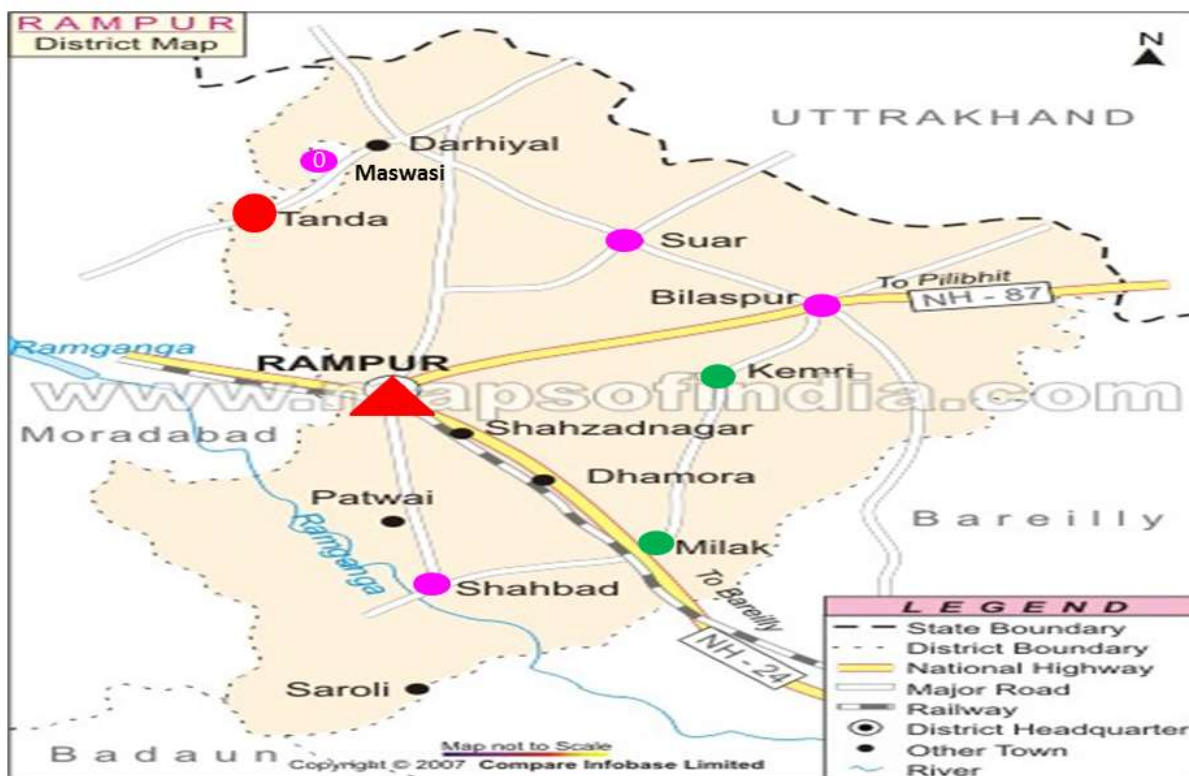 RAMPUR
District Map
N
UTTRAKHAND
Darhiyal
0
Maswasi
Tanda
Suar
To Pilibhit
Bilaspur
NH - 87
Ramganga
RAMPUR
Kemri
www.mapsofindia.com
Moradabad
Shahzadnagar
Dhamora
Patwai
Bareilly
Ramganga
Milak
Shahbad
To Bareilly
NH - 24
Saroli
Badaun
Map not to Scale
Copyright © 2007 Compare Infobase Limited
LEGEND
State Boundary
District Boundary
National Highway
Major Road
Railway
District Headquarter
Other Town
River